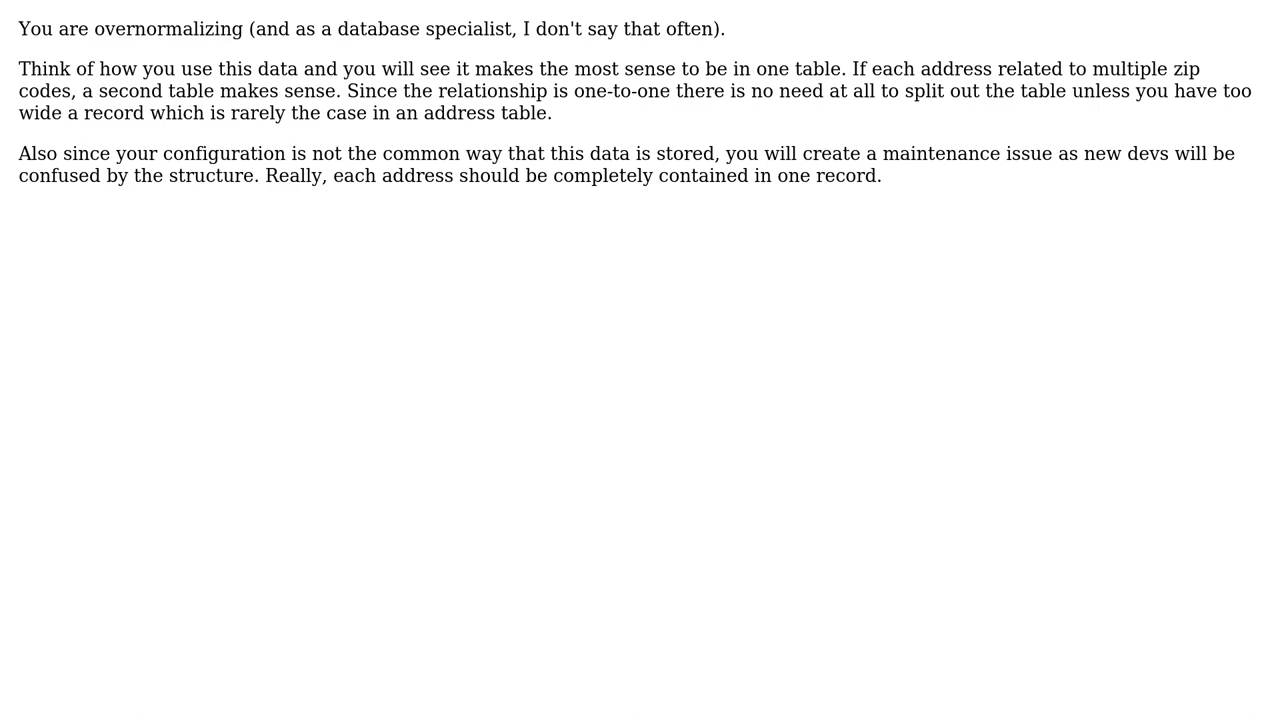 You are overnormalizing (and as a database specialist, I don't say that often).
Think of how you use this data and you will see it makes the most sense to be in one table. If each address related to multiple zip
codes, a second table makes sense. Since the relationship is one-to-one there is no need at all to split out the table unless you have too
wide a record which is rarely the case in an address table.
Also since your configuration is not the common way that this data is stored, you will create a maintenance issue as new devs will be
confused by the structure. Really, each address should be completely contained in one record.